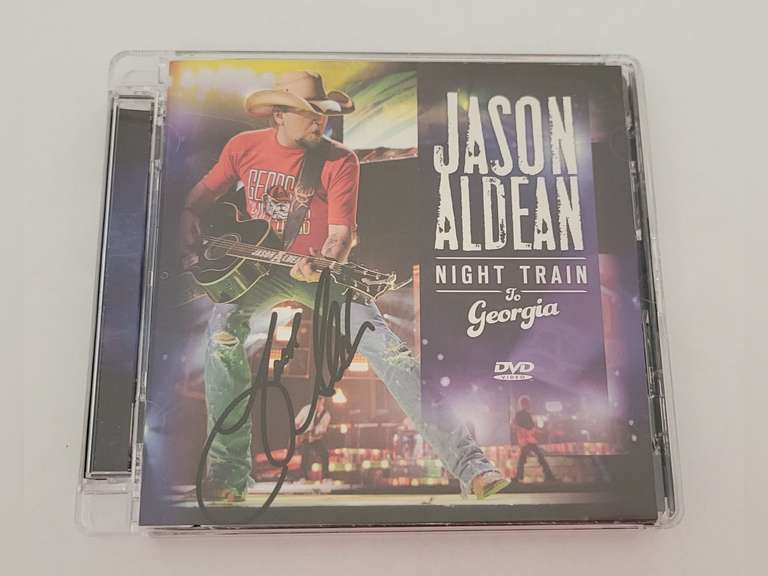 JASON
ALDEAN
NIGHT TRAIN
To
Georgia
DVD
VIDEO